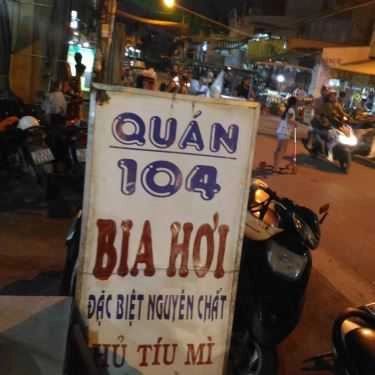 QUÁN
104
BIA HƠI
ĐẶC BIỆT NGUYÊN CHẤT
HỦ TÍU MÌ